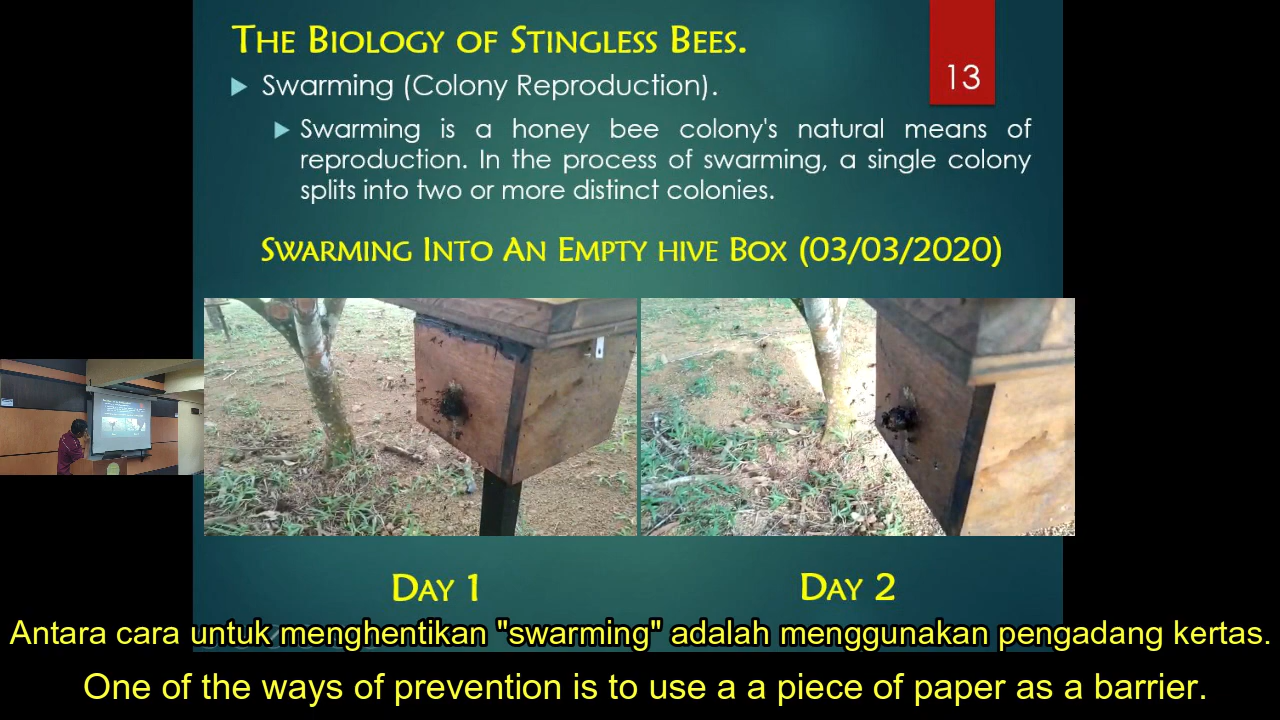 THE BIOLOGY OF STINGLESS BEES.
13
Swarming (Colony Reproduction).
Swarming is a honey bee colony's natural means of
reproduction. In the process of swarming, a single colony
splits into two or more distinct colonies.
SWARMING INTO AN EMPTY HIVE BOX (03/03/2020)
DAY 1
DAY 2
Antara cara untuk menghentikan "swarming" adalah menggunakan pengadang kertas.
One of the ways of prevention is to use a a piece of paper as a barrier.